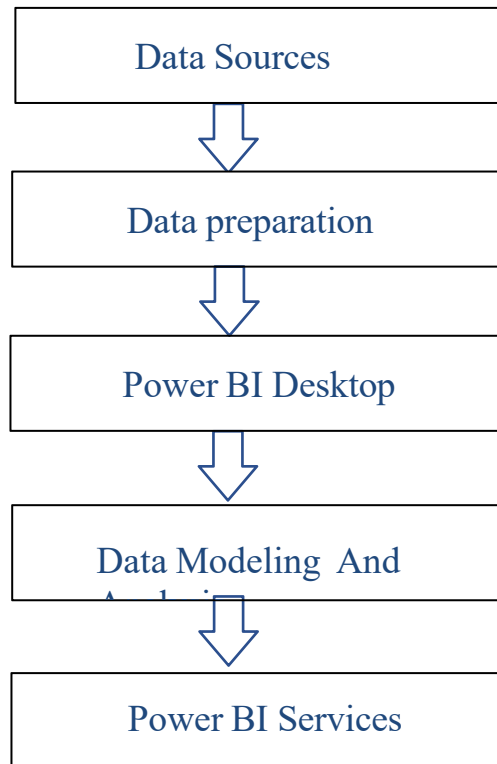 Data Sources
Data preparation
Power BI Desktop
Data Modeling And
Power BI Services